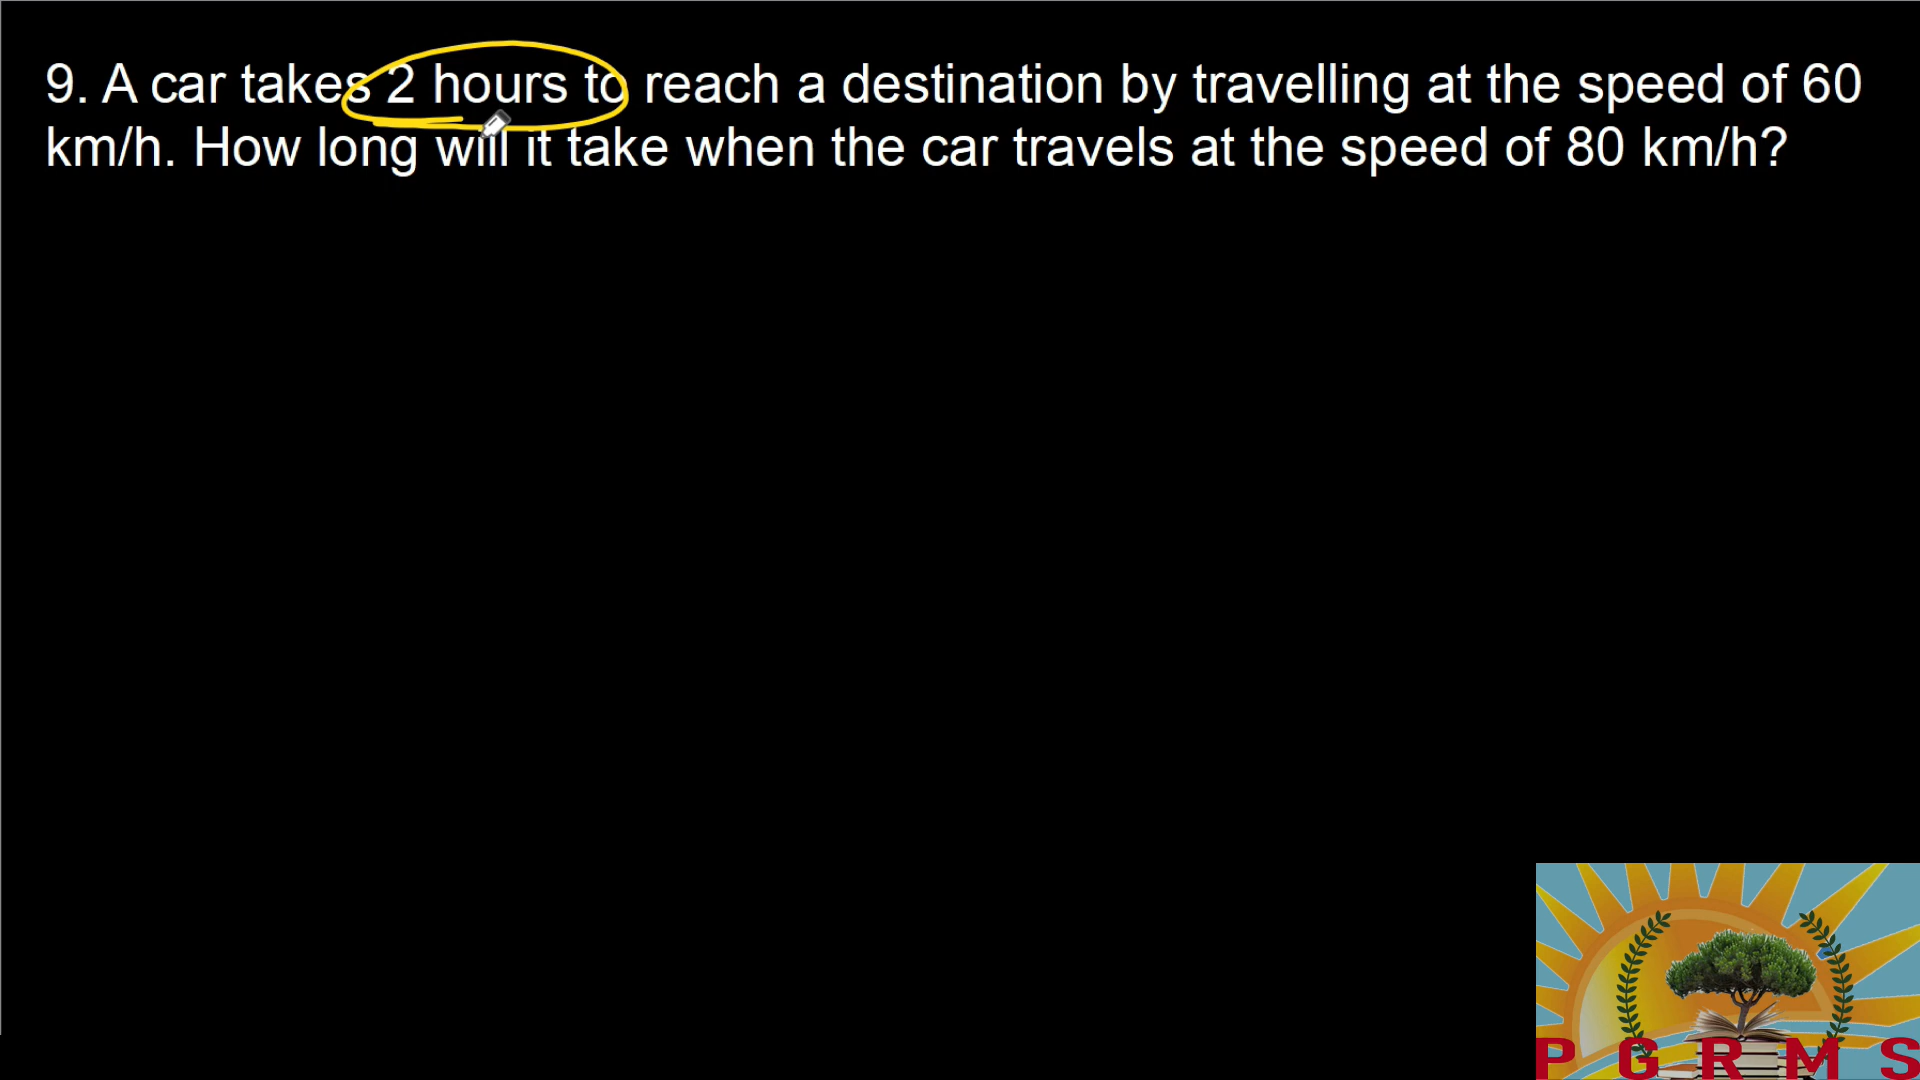 9. A car takes 2 hours to reach a destination by travelling at the speed of 60
km/h. How long will it take when the car travels at the speed of 80 km/h?
P G R M S